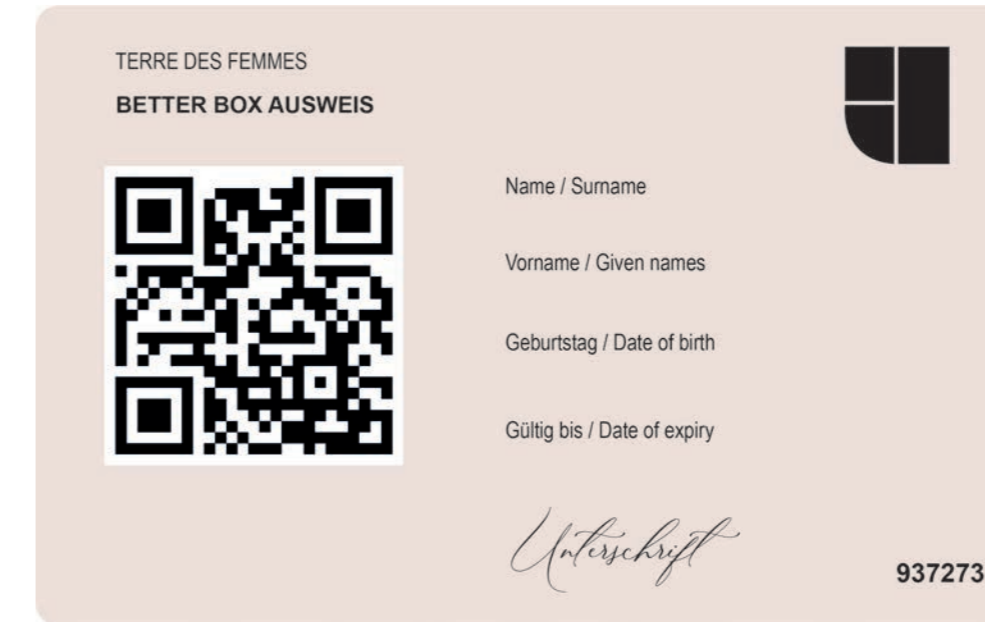 TERRE DES FEMMES
BETTER BOX AUSWEIS
Name / Surname
Vorname / Given names
Geburtstag / Date of birth
Gültig bis / Date of expiry
Unterschrift
937273